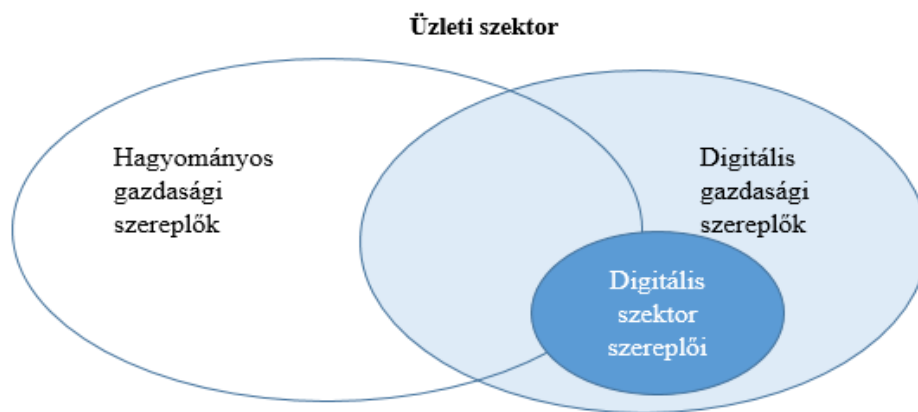 Üzleti szektor
Hagyományos
gazdasági
szereplők
Digitális
gazdasági
szereplők
Digitális
szektor
szereplői